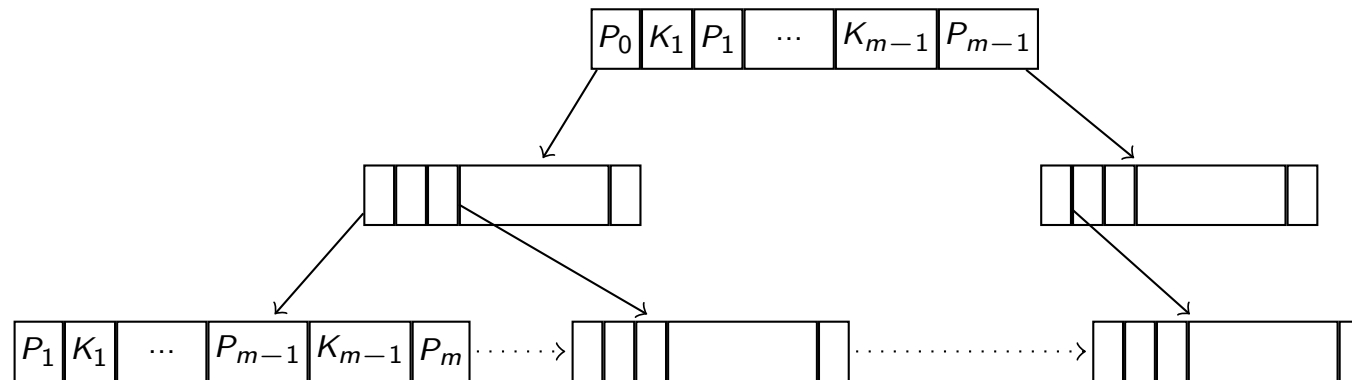 P₀ K₁ P₁ ··· Kₘ₋₁ Pₘ₋₁
P₁ K₁ ··· Pₘ₋₁ Kₘ₋₁ Pₘ